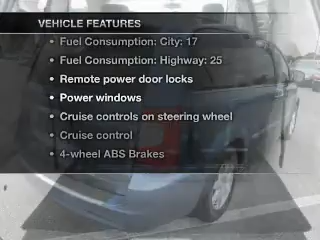 VEHICLE FEATURES
• Fuel Consumption: City: 17
• Fuel Consumption: Highway: 25
• Remote power door locks
• Power windows
• Cruise controls on steering wheel
• Cruise control
• 4-wheel ABS Brakes